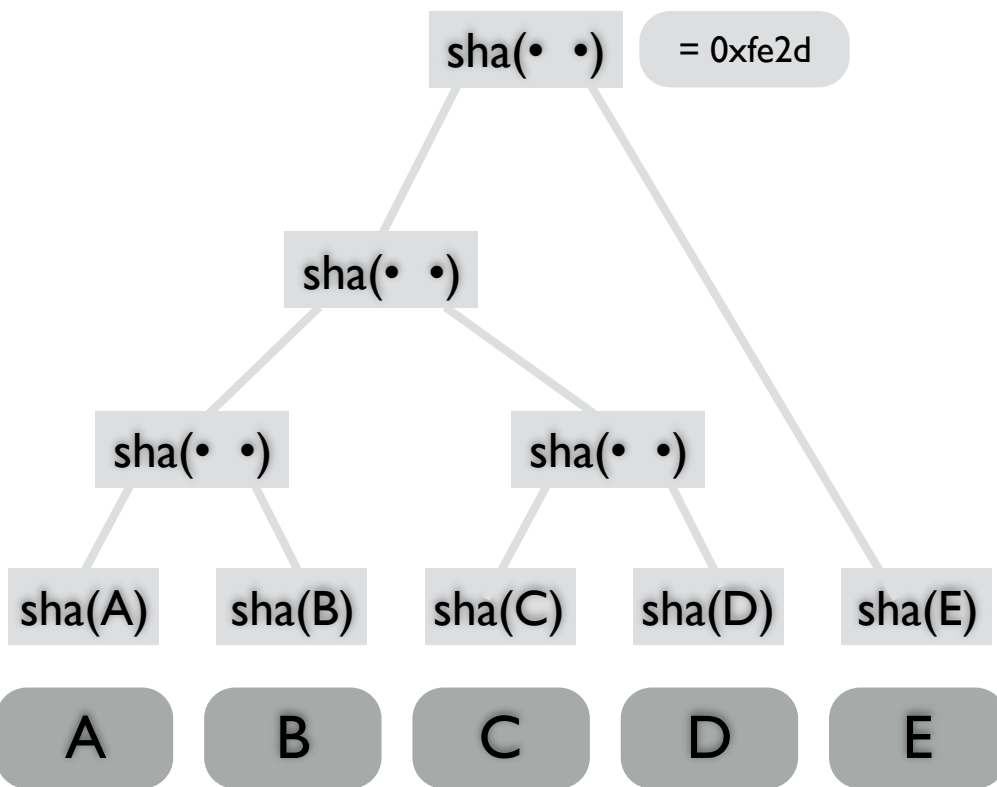 sha(• •)
= 0xfe2d
sha(• •)
sha(• •)
sha(• •)
sha(A)
sha(B)
sha(C)
sha(D)
sha(E)
A
B
C
D
E